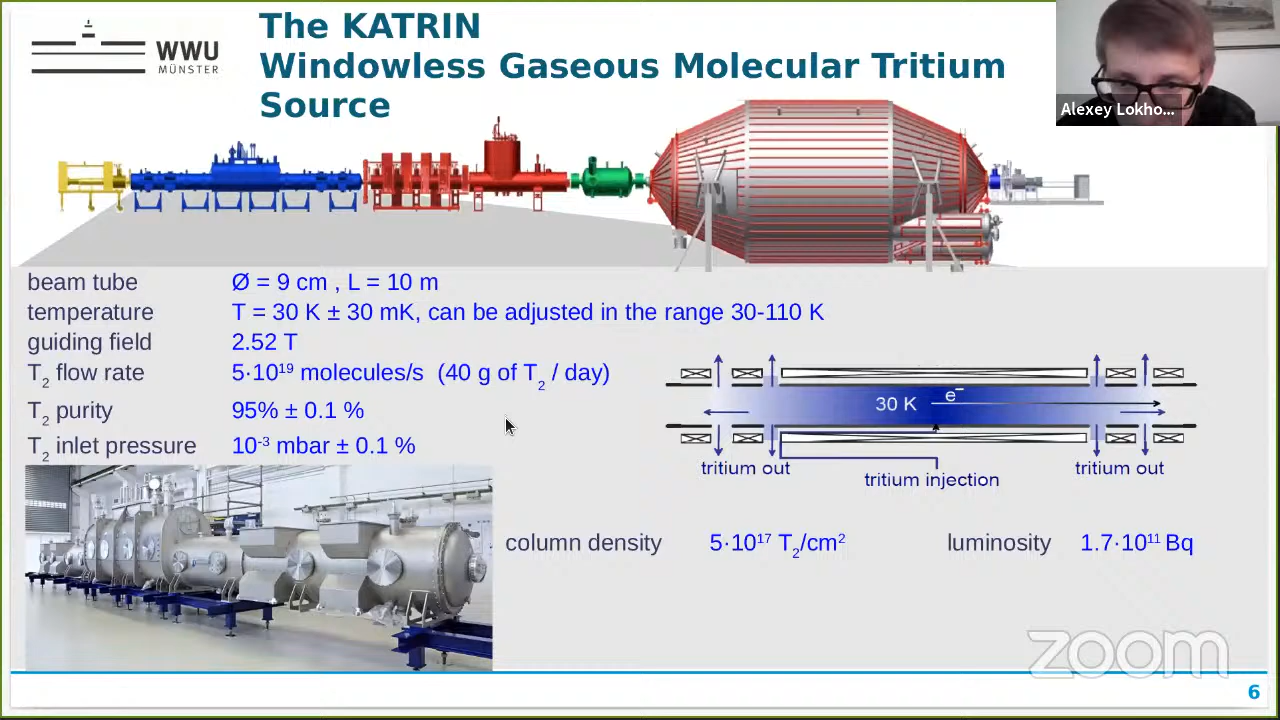 WWU
MÜNSTER
The KATRIN
Windowless Gaseous Molecular Tritium
Source
Alexey Lokho...
beam tube Ø = 9 cm , L = 10 m
temperature T = 30 K ± 30 mK, can be adjusted in the range 30-110 K
guiding field 2.52 T
T₂ flow rate 5·10¹⁹ molecules/s (40 g of T₂ / day)
T₂ purity 95% ± 0.1 %
T₂ inlet pressure 10⁻³ mbar ± 0.1 %
30 K e⁻
tritium out tritium out
tritium injection
column density 5·10¹⁷ T₂/cm² luminosity 1.7·10¹¹ Bq
zoom
6